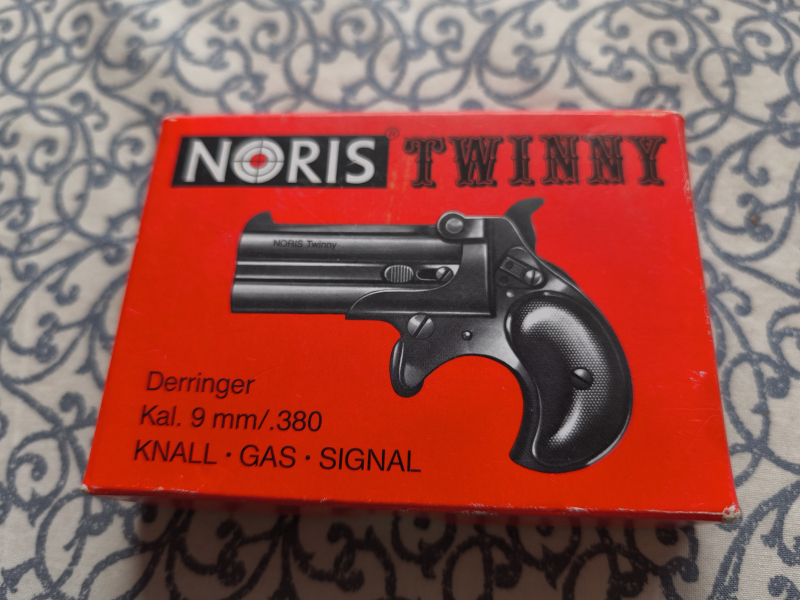 NORIS® TWINNY
NORIS Twinny
Derringer
Kal. 9 mm/.380
KNALL · GAS · SIGNAL